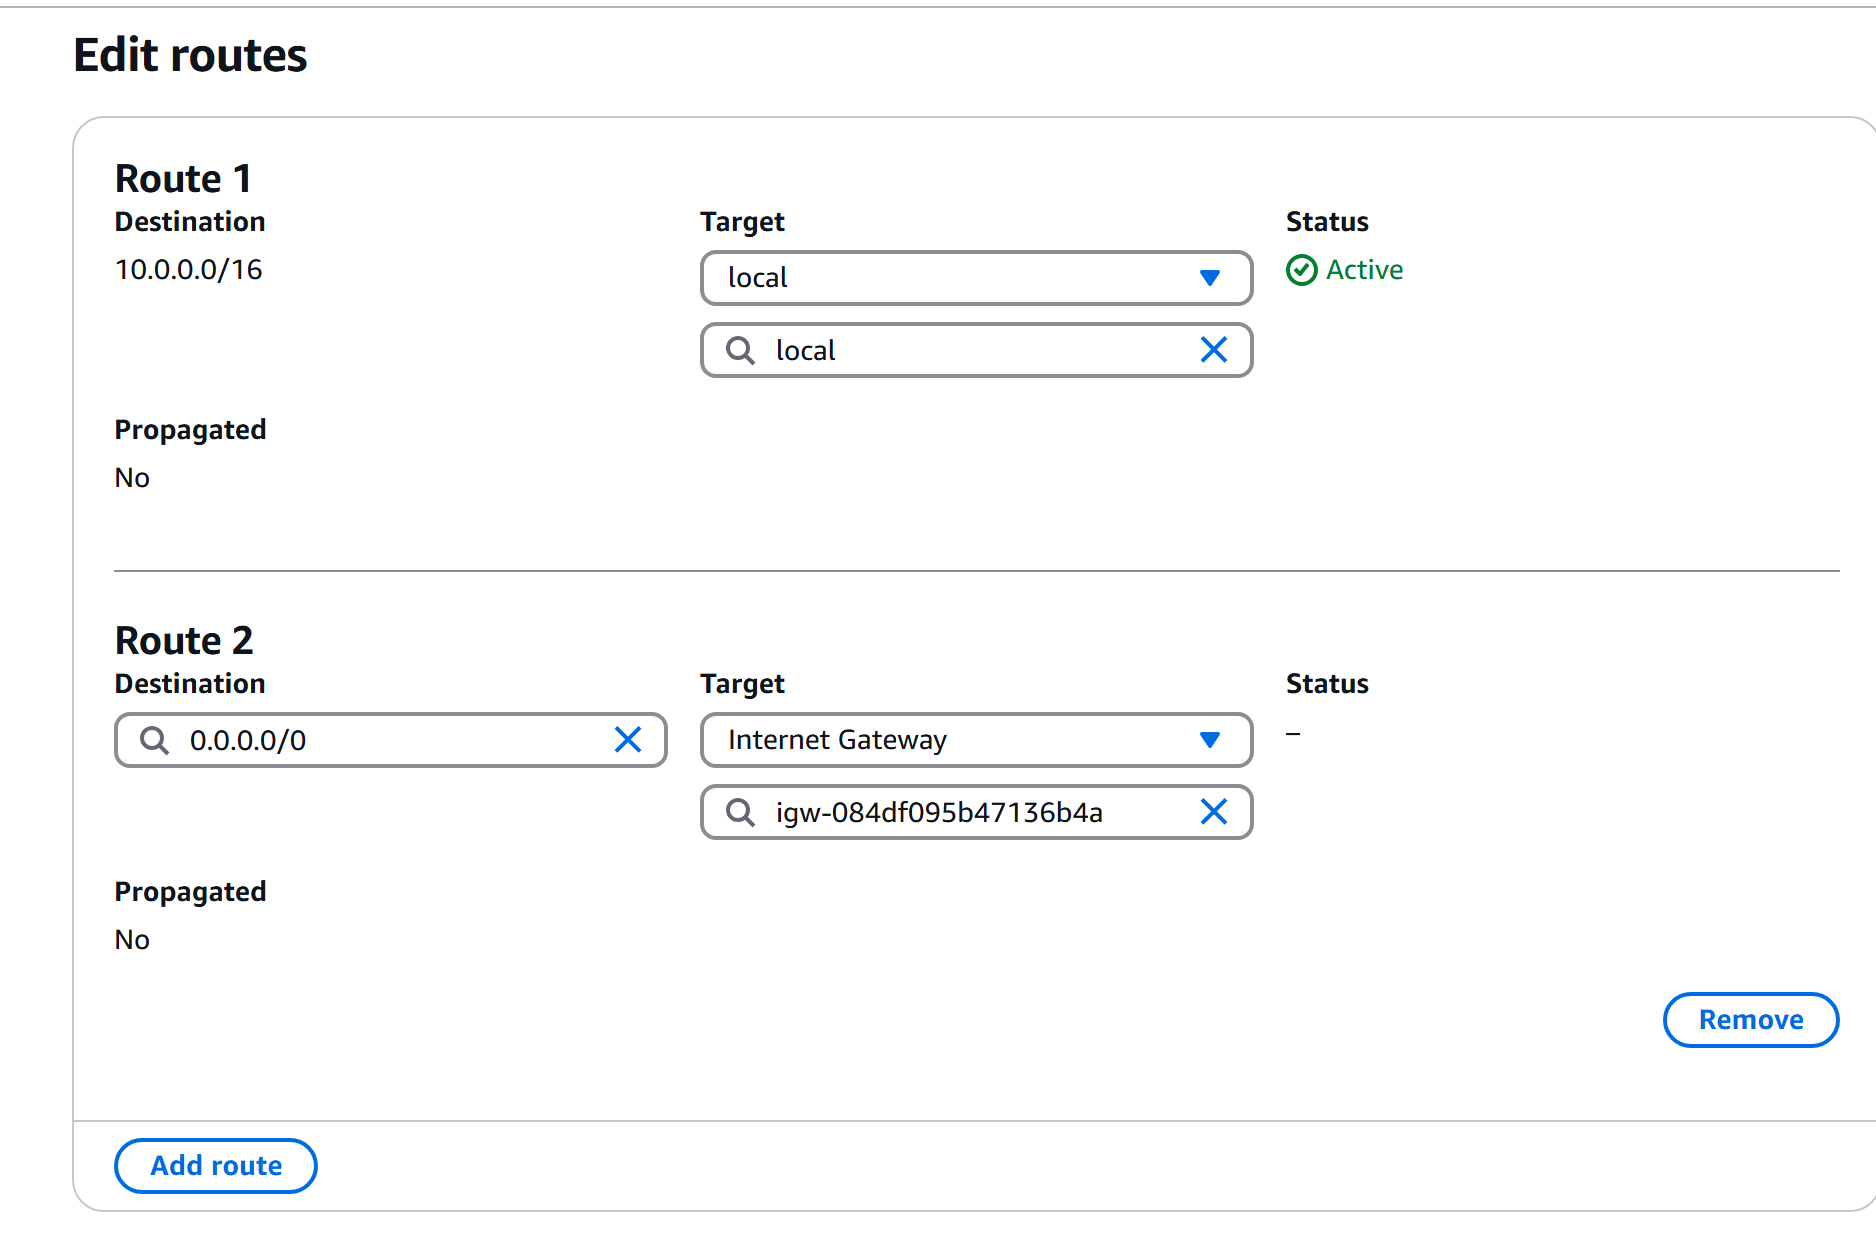 Edit routes
Route 1
Destination
10.0.0.0/16
Target
local
local
Status
Active
Propagated
No
Route 2
Destination
0.0.0.0/0
Target
Internet Gateway
igw-084df095b47136b4a
Status
–
Propagated
No
Remove
Add route